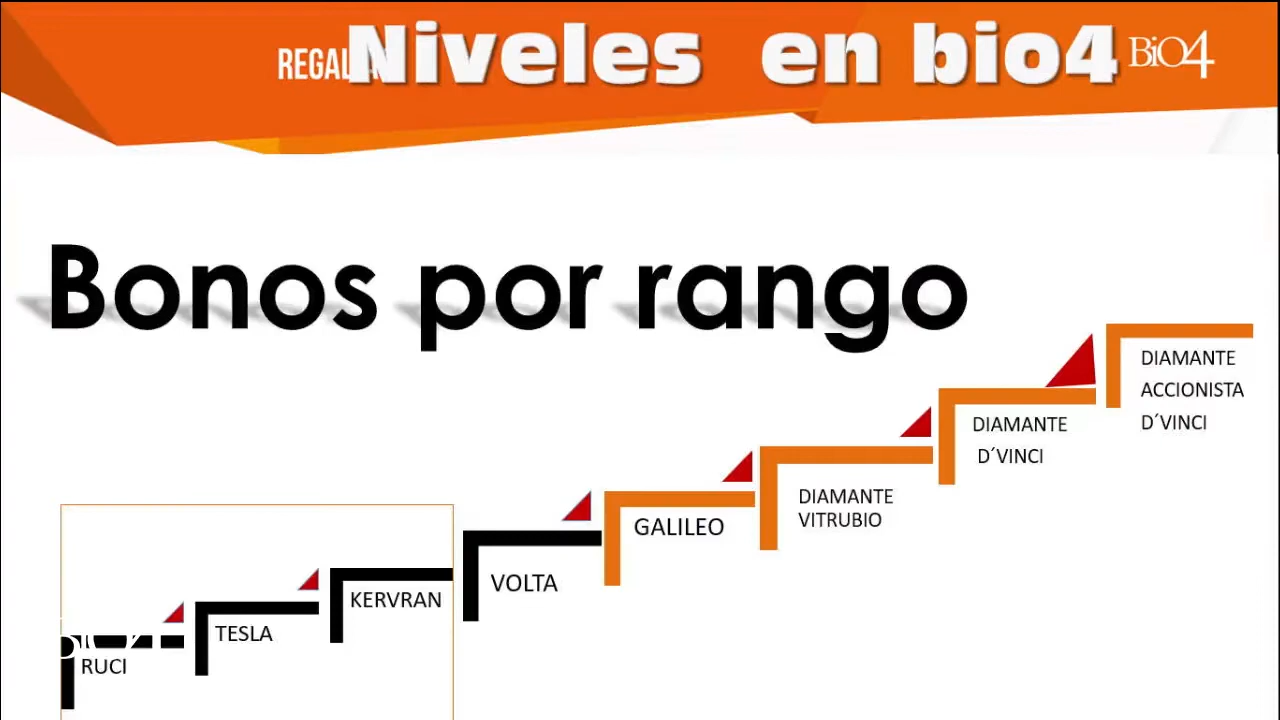 Niveles en bio4
BiO4
Bonos por rango
DIAMANTE
ACCIONISTA
D´VINCI
DIAMANTE
D´VINCI
DIAMANTE
VITRUBIO
GALILEO
VOLTA
KERVRAN
TESLA
RUCI